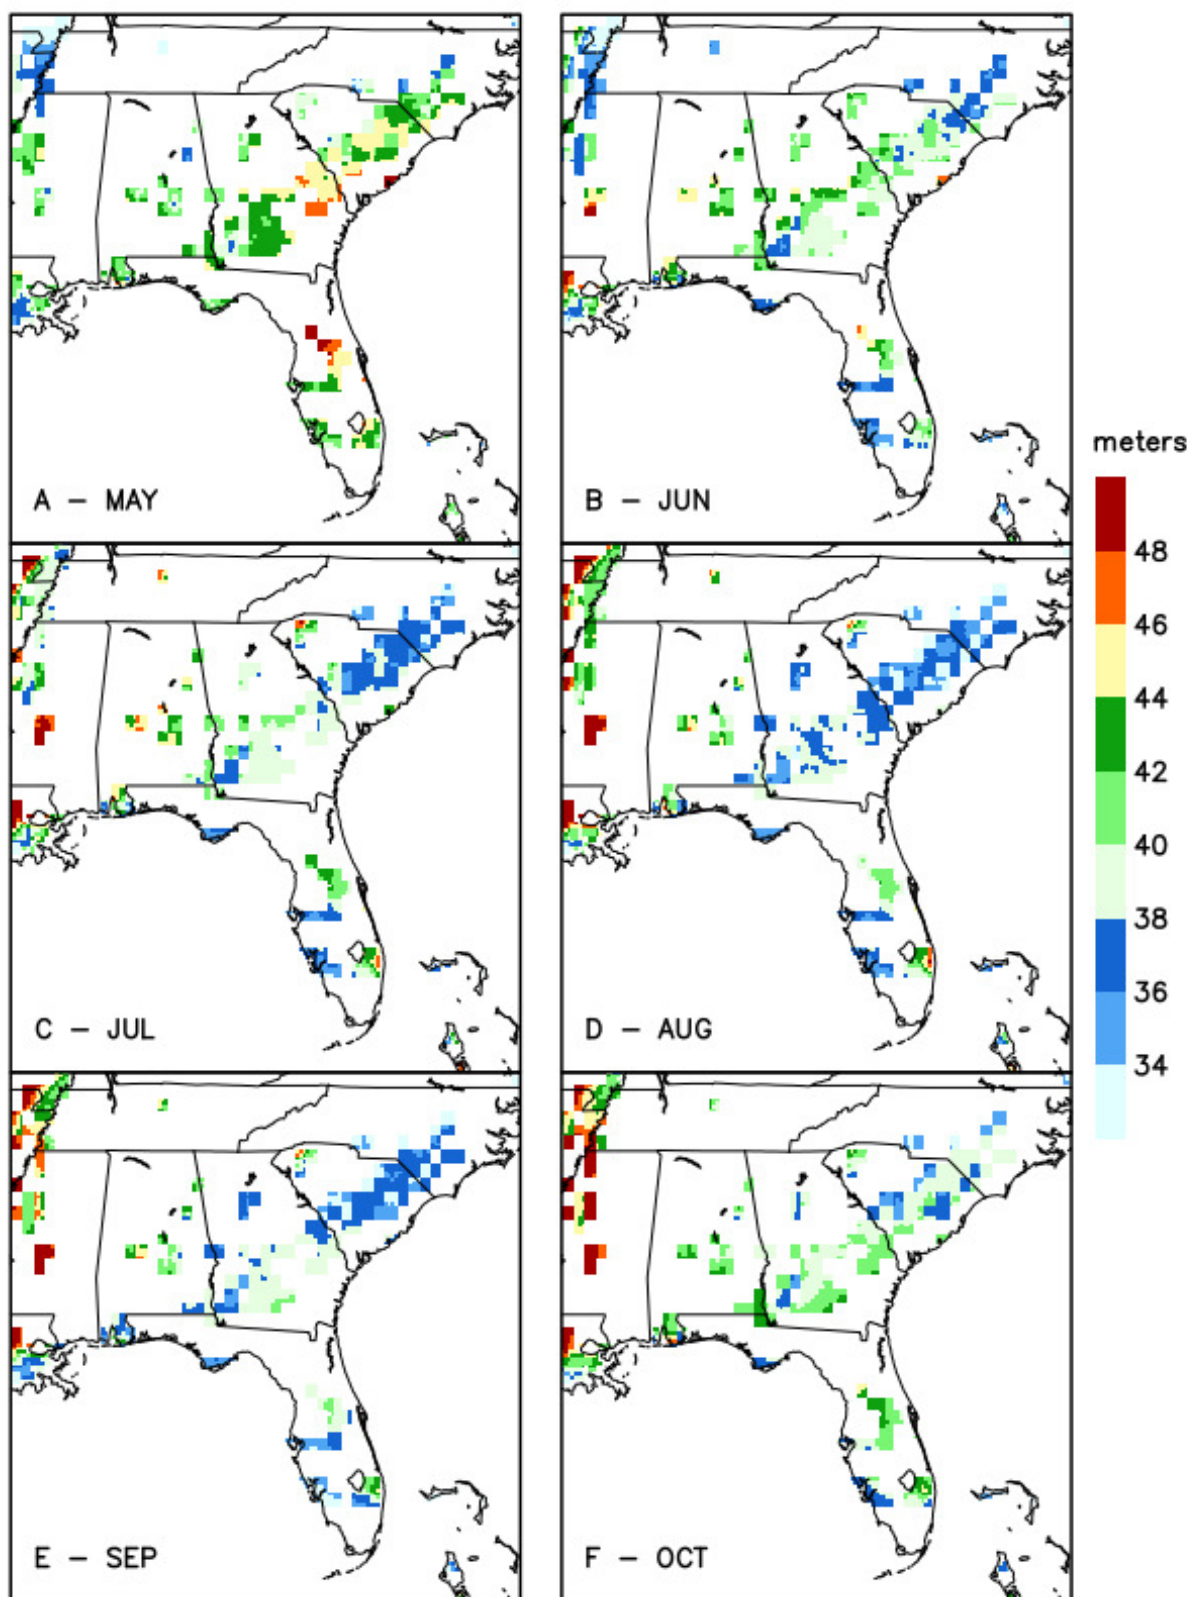 A – MAY
B – JUN
meters
48
46
44
42
40
38
36
34
C – JUL
D – AUG
E – SEP
F – OCT